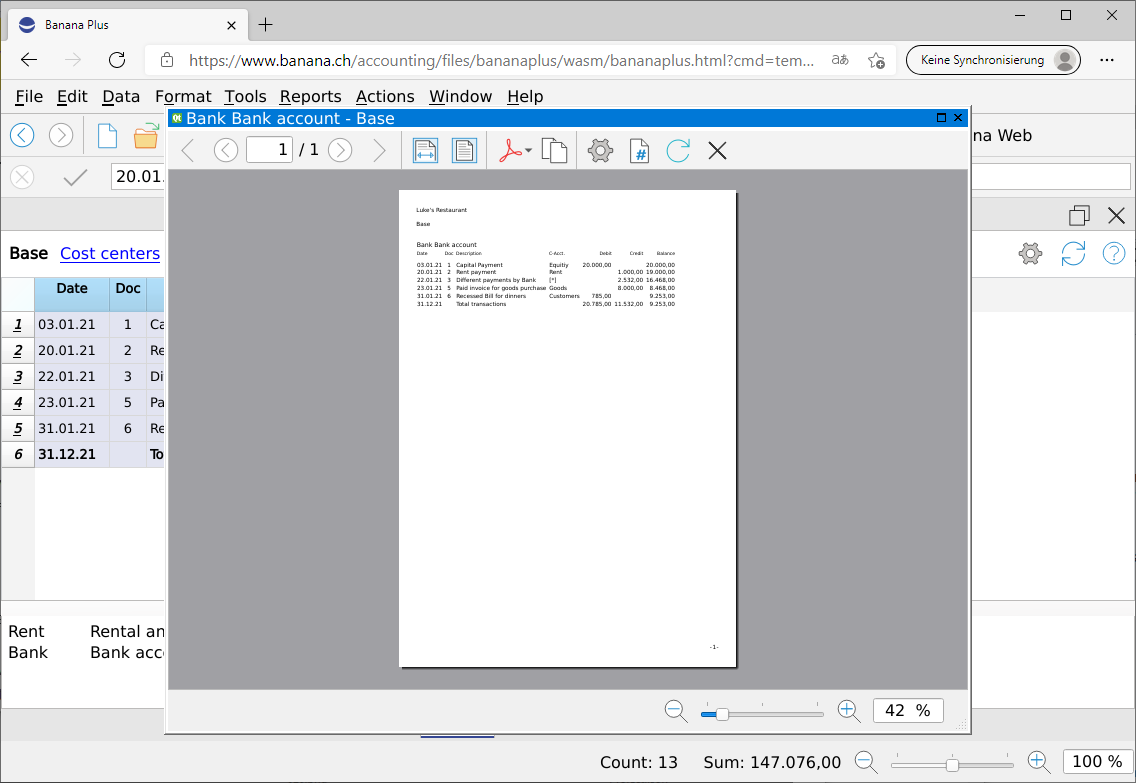 Banana Plus
https://www.banana.ch/accounting/files/bananaplus/wasm/bananaplus.html?cmd=tem...
aあ
Keine Synchronisierung
File Edit Data Format Tools Reports Actions Window Help
Bank Bank account - Base
na Web
1 / 1
20.01.
Base Cost centers
Date Doc
1 03.01.21 1 Ca
2 20.01.21 2 Re
3 22.01.21 3 Di
4 23.01.21 5 Pa
5 31.01.21 6 Re
6 31.12.21 To
Luke's Restaurant
Base
Bank Bank account
Date Doc Description C-Acct. Debit Credit Balance
03.01.21 1 Capital Payment Equitiy 20.000,00 20.000,00
20.01.21 2 Rent payment Rent 1.000,00 19.000,00
22.01.21 3 Different payments by Bank [*] 2.532,00 16.468,00
23.01.21 5 Paid invoice for goods purchase Goods 8.000,00 8.468,00
31.01.21 6 Recessed Bill for dinners Customers 785,00 9.253,00
31.12.21 Total transactions 20.785,00 11.532,00 9.253,00
-1-
Rent Rental an
Bank Bank acc
42 %
Count: 13 Sum: 147.076,00 100 %